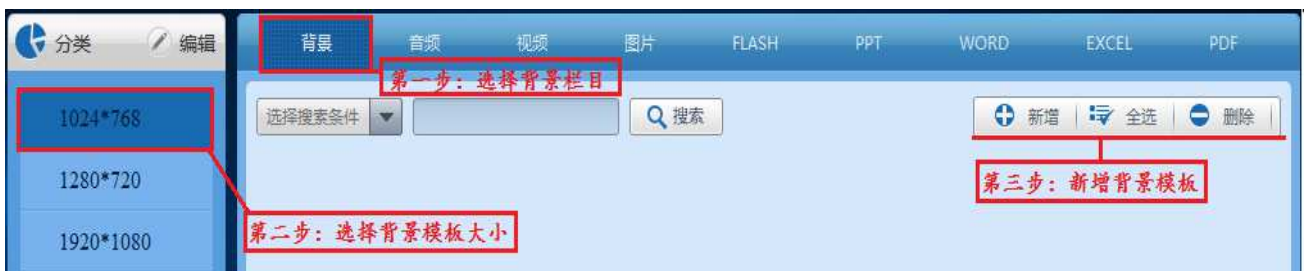 分类 编辑 背景 音频 视频 图片 FLASH PPT WORD EXCEL PDF
第一步：选择背景栏目
1024*768 选择搜索条件 搜索 新增 全选 删除
1280*720 第三步：新增背景模板
第二步：选择背景模板大小
1920*1080